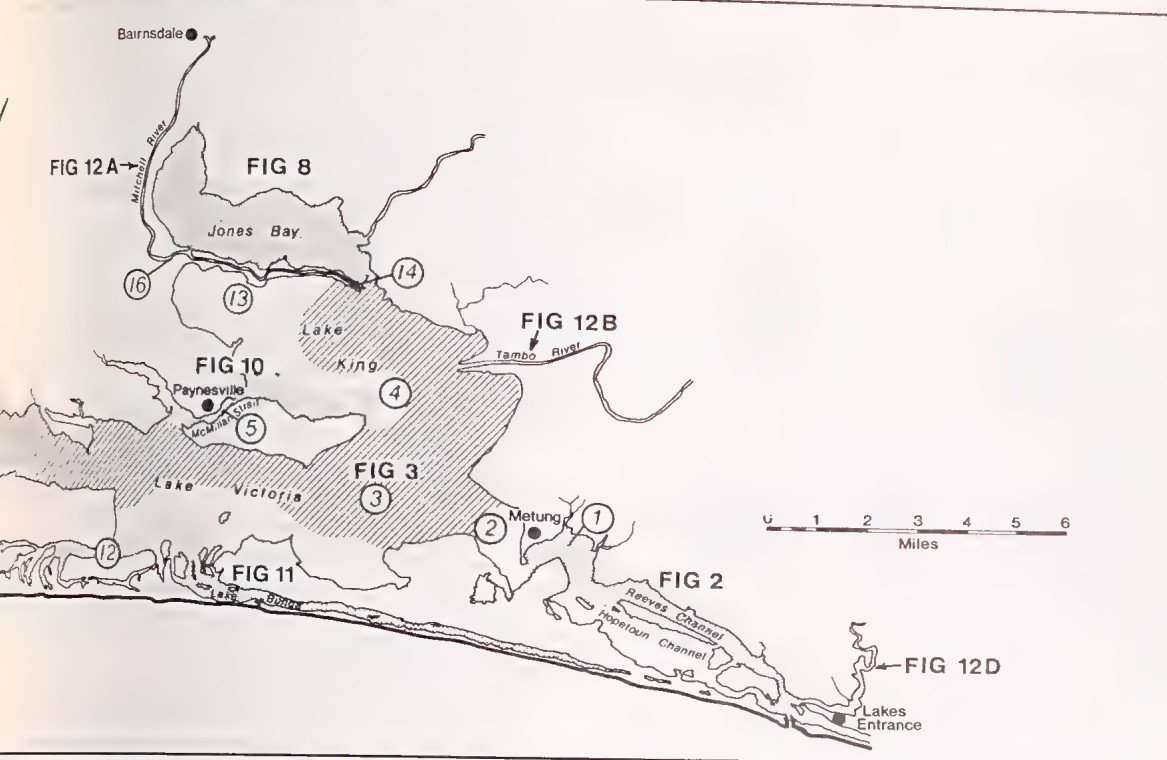 Bairnsdale
Mitchell River
FIG 12A
FIG 8
Jones Bay.
14
16
13
Lake
King
FIG 12B
Tambo River
FIG 10
Paynesville
4
McMillan Strait
5
FIG 3
3
Lake Victoria
2
Metung
1
0 1 2 3 4 5 6
Miles
12
FIG 11
Lake Bunga
FIG 2
Reeves Channel
Hopetoun Channel
FIG 12D
Lakes
Entrance